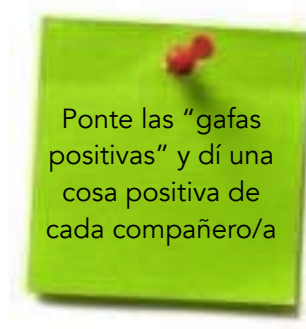 Ponte las “gafas
positivas” y dí una
cosa positiva de
cada compañero/a